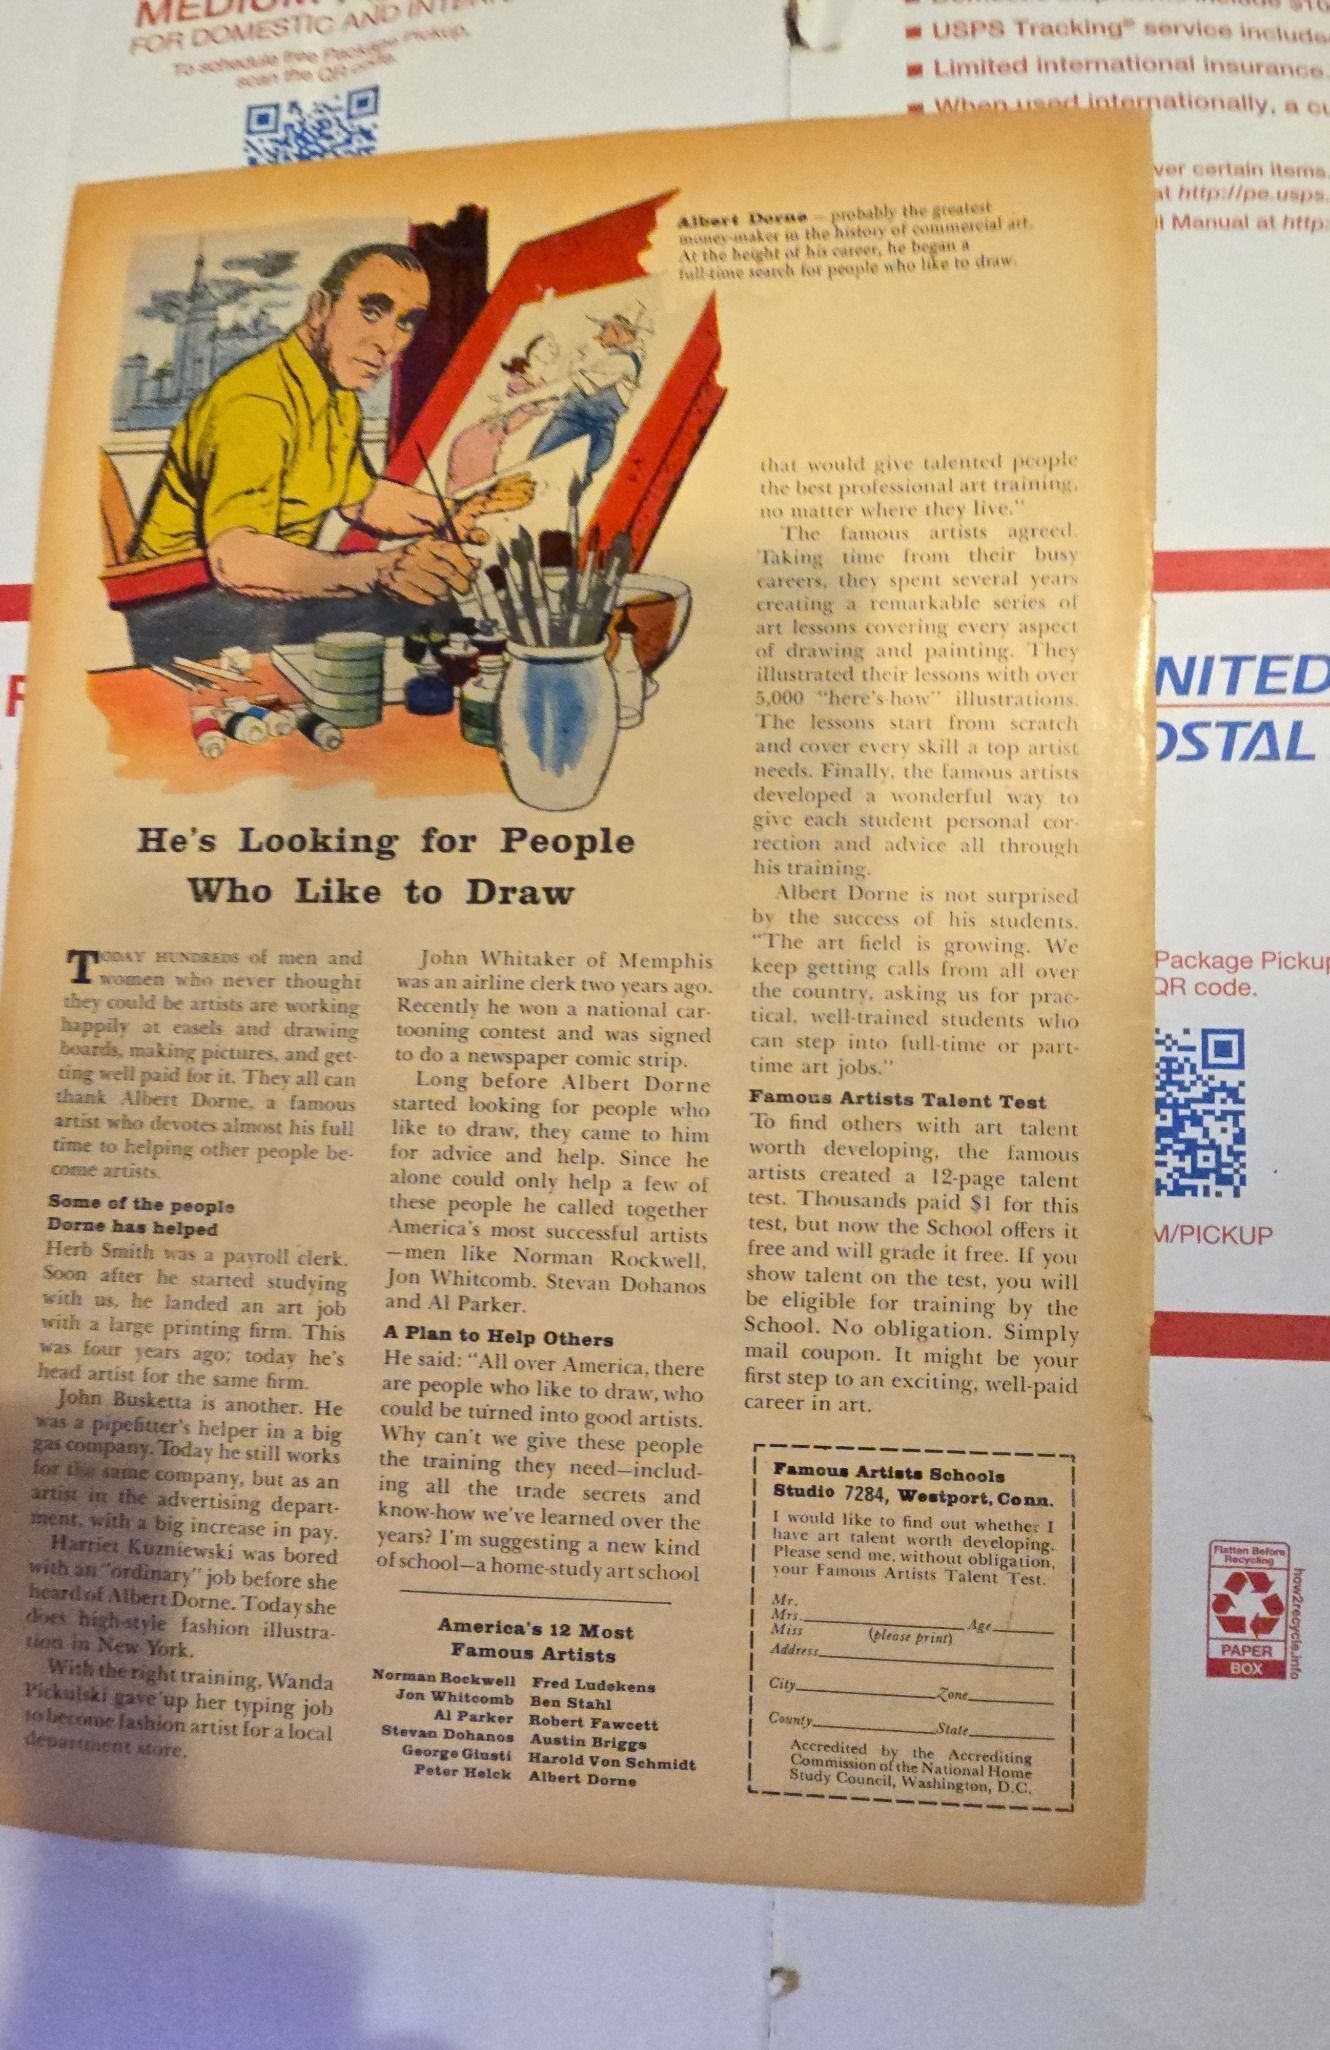 FOR DOMESTIC AND
To schedule free Package Pickup,
scan the QR code.
USPS Tracking® service
Limited international insurance.
When used internationally, a
certain items.
at http://pe.usps.
Manual at
Albert Dorne — probably the greatest
money-maker in the history of commercial art.
At the height of his career, he began a
full-time search for people who like to draw.
He's Looking for People
Who Like to Draw
TODAY HUNDREDS of men and
women who never thought
they could be artists are working
happily at easels and drawing
boards, making pictures, and get-
ting well paid for it. They all can
thank Albert Dorne, a famous
artist who devotes almost his full
time to helping other people be-
come artists.
Some of the people
Dorne has helped
Herb Smith was a payroll clerk.
Soon after he started studying
with us, he landed an art job
with a large printing firm. This
was four years ago; today he's
head artist for the same firm.
John Busketta is another. He
was a pipefitter's helper in a big
gas company. Today he still works
for the same company, but as an
artist in the advertising depart-
ment, with a big increase in pay.
Harriet Kuzniewski was bored
with an "ordinary" job before she
heard of Albert Dorne. Today she
does high-style fashion illustra-
tion in New York.
With the right training, Wanda
Pickulski gave up her typing job
to become fashion artist for a local
department store.
John Whitaker of Memphis
was an airline clerk two years ago.
Recently he won a national car-
tooning contest and was signed
to do a newspaper comic strip.
Long before Albert Dorne
started looking for people who
like to draw, they came to him
for advice and help. Since he
alone could only help a few of
these people he called together
America's most successful artists
—men like Norman Rockwell,
Jon Whitcomb, Stevan Dohanos
and Al Parker.
A Plan to Help Others
He said: "All over America, there
are people who like to draw, who
could be turned into good artists.
Why can't we give these people
the training they need—includ-
ing all the trade secrets and
know-how we've learned over the
years? I'm suggesting a new kind
of school—a home-study art school
America's 12 Most
Famous Artists
Norman Rockwell Fred Ludekens
Jon Whitcomb Ben Stahl
Al Parker Robert Fawcett
Stevan Dohanos Austin Briggs
George Giusti Harold Von Schmidt
Peter Helck Albert Dorne
that would give talented people
the best professional art training,
no matter where they live."
The famous artists agreed.
Taking time from their busy
careers, they spent several years
creating a remarkable series of
art lessons covering every aspect
of drawing and painting. They
illustrated their lessons with over
5,000 "here's-how" illustrations.
The lessons start from scratch
and cover every skill a top artist
needs. Finally, the famous artists
developed a wonderful way to
give each student personal cor-
rection and advice all through
his training.
Albert Dorne is not surprised
by the success of his students.
"The art field is growing. We
keep getting calls from all over
the country, asking us for prac-
tical, well-trained students who
can step into full-time or part-
time art jobs."
Famous Artists Talent Test
To find others with art talent
worth developing, the famous
artists created a 12-page talent
test. Thousands paid $1 for this
test, but now the School offers it
free and will grade it free. If you
show talent on the test, you will
be eligible for training by the
School. No obligation. Simply
mail coupon. It might be your
first step to an exciting, well-paid
career in art.
Famous Artists Schools
Studio 7284, Westport, Conn.
I would like to find out whether I
have art talent worth developing.
Please send me, without obligation,
your Famous Artists Talent Test.
Mr.
Mrs. Age
Miss (please print)
Address
City Zone
County State
Accredited by the Accrediting
Commission of the National Home
Study Council, Washington, D.C.
NITED
OSTAL
Package Pickup
QR code.
M/PICKUP
Flatten Before
Recycling
PAPER
BOX
how2recycle.info